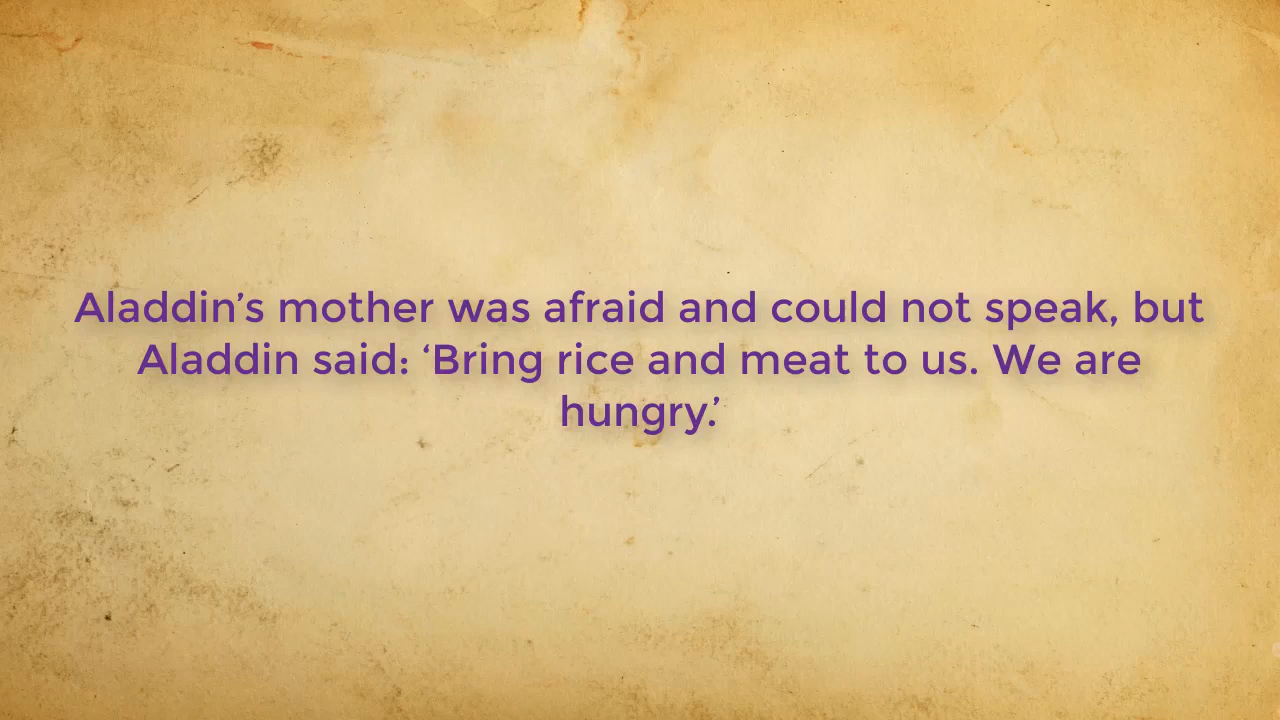 Aladdin’s mother was afraid and could not speak, but
Aladdin said: ‘Bring rice and meat to us. We are
hungry.’